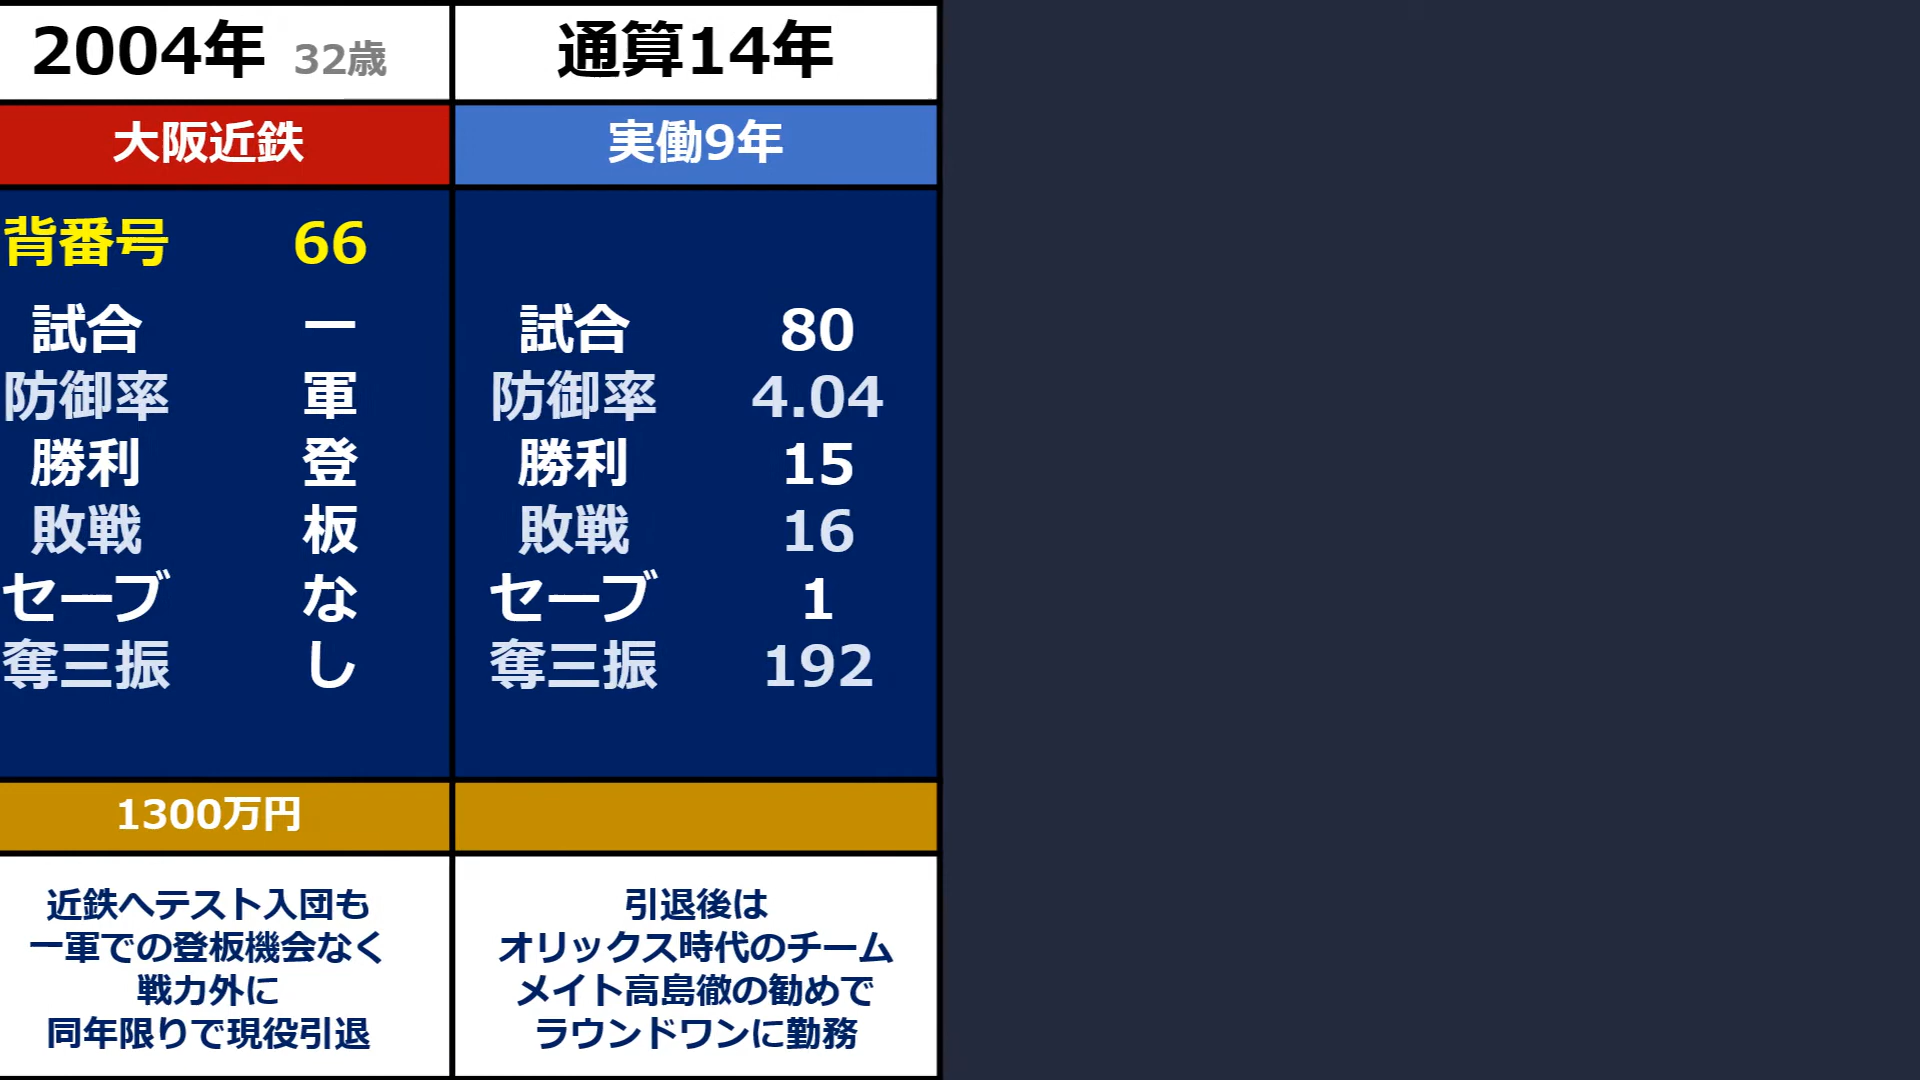 2004年 32歳
大阪近鉄
背番号 66
試合 一
防御率 軍
勝利 登
敗戦 板
セーブ な
奪三振 し
1300万円
近鉄へテスト入団も
一軍での登板機会なく
戦力外に
同年限りで現役引退
通算14年
実働9年
試合 80
防御率 4.04
勝利 15
敗戦 16
セーブ 1
奪三振 192
引退後は
オリックス時代のチーム
メイト高島徹の勧めで
ラウンドワンに勤務